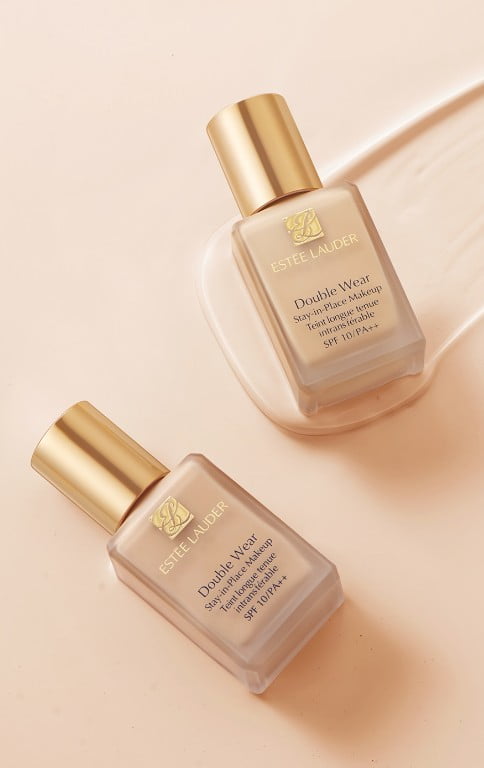 ESTĒE LAUDER
Double Wear
Stay-in-Place Makeup
Teint longue tenue
intransférable
SPF 10/PA++
ESTĒE LAUDER
Double Wear
Stay-in-Place Makeup
Teint longue tenue
intransférable
SPF 10/PA++